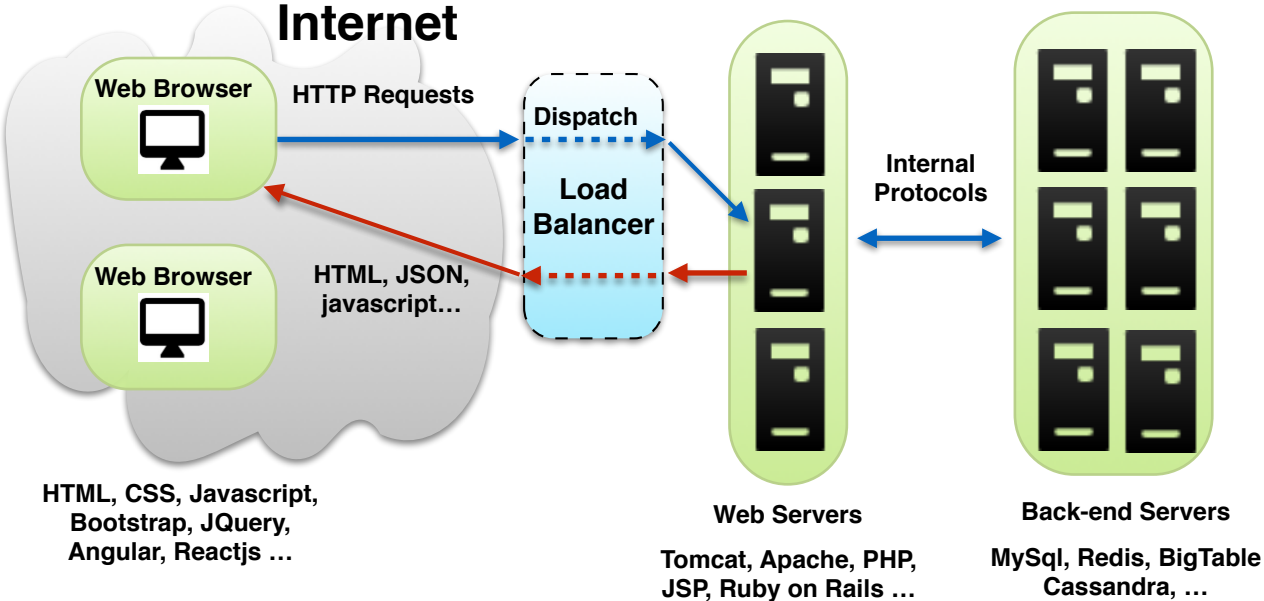 Internet
Web Browser
HTTP Requests
Dispatch
Load
Balancer
Internal
Protocols
Web Browser
HTML, JSON,
javascript…
HTML, CSS, Javascript,
Bootstrap, JQuery,
Angular, Reactjs …
Web Servers
Tomcat, Apache, PHP,
JSP, Ruby on Rails …
Back-end Servers
MySql, Redis, BigTable
Cassandra, …